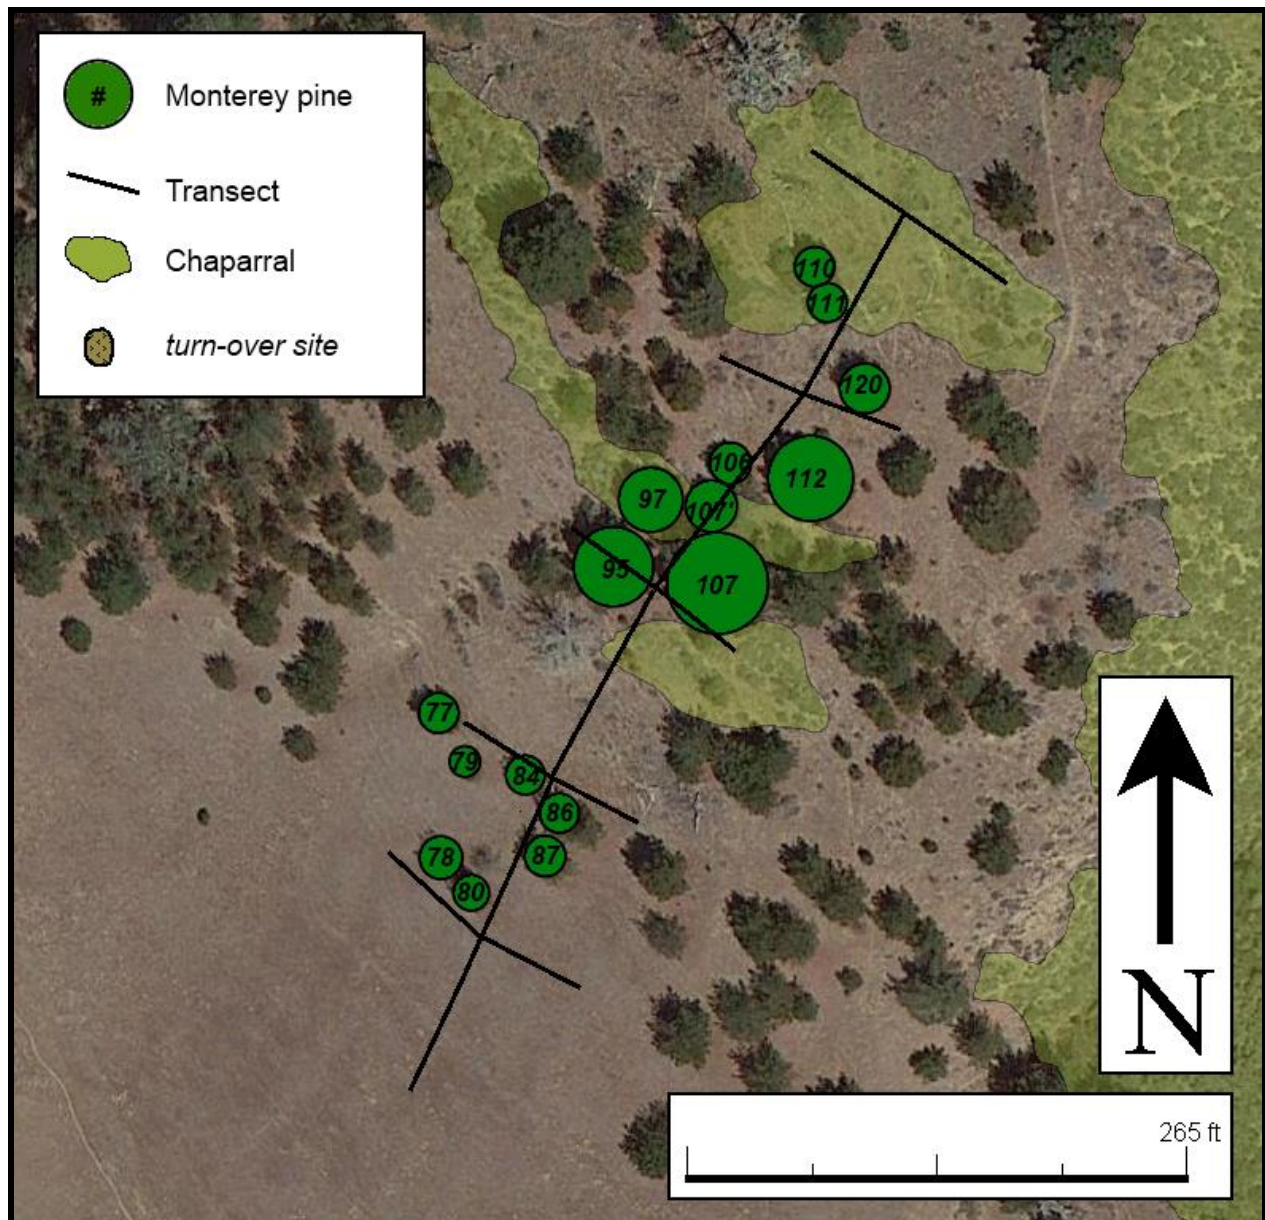 #
Monterey pine
Transect
Chaparral
turn-over site
110
111
120
106
112
97
107'
95
107
77
79
84
86
78
87
80
N
265 ft